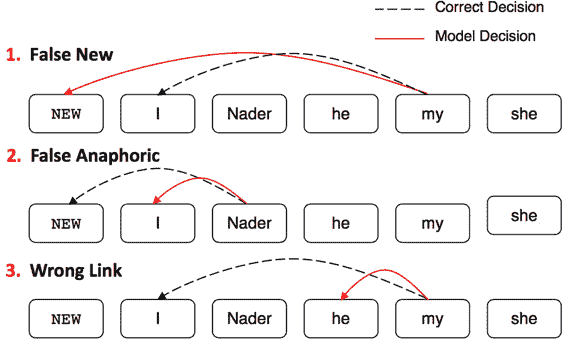 Correct Decision
Model Decision
1. False New
NEW I Nader he my she
2. False Anaphoric
NEW I Nader he my she
3. Wrong Link
NEW I Nader he my she